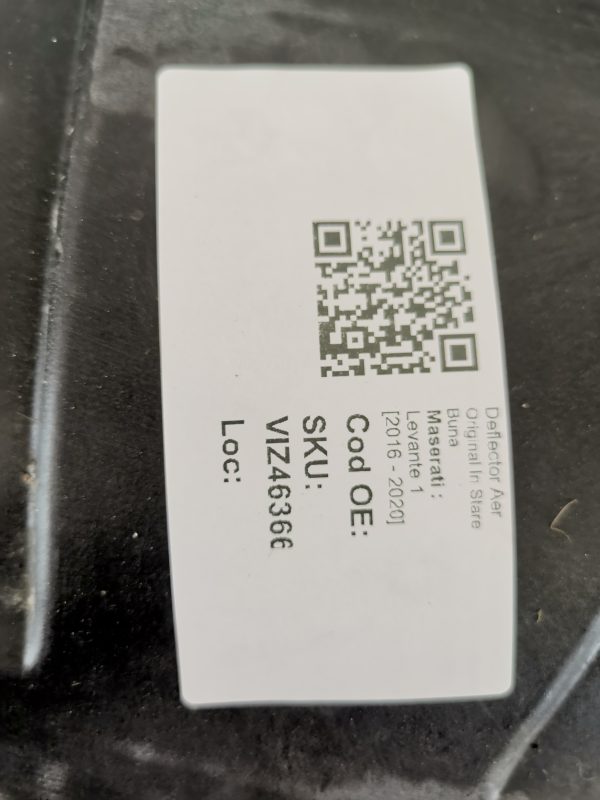 Deflector Aer
Original In Stare
Buna
Maserati :
Levante 1
[2016 - 2020]
Cod OE:
SKU:
VIZ46366
Loc: